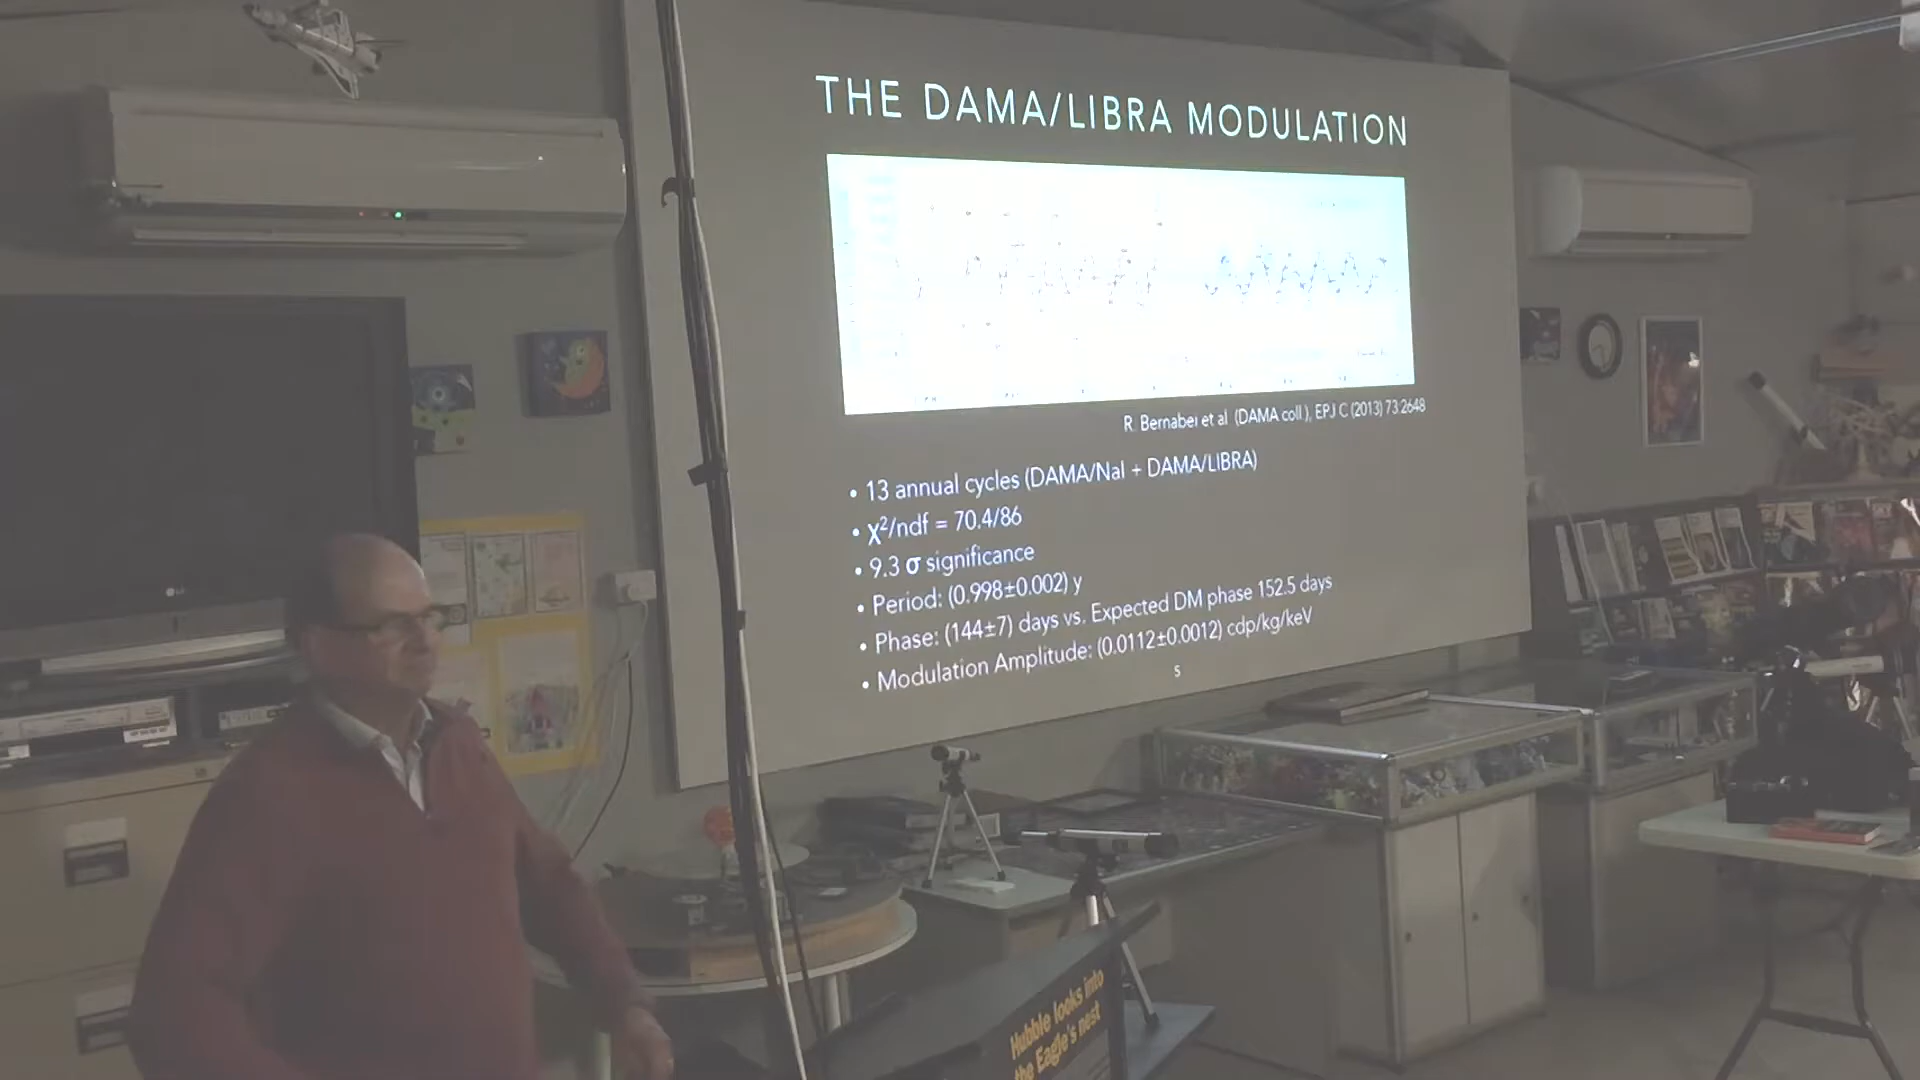 THE DAMA/LIBRA MODULATION
R. Bernabei et al (DAMA coll.), EPJ C (2013) 73 2648
• 13 annual cycles (DAMA/NaI + DAMA/LIBRA)
• χ²/ndf = 70.4/86
• 9.3 σ significance
• Period: (0.998±0.002) y
• Phase: (144±7) days vs. Expected DM phase 152.5 days
• Modulation Amplitude: (0.0112±0.0012) cdp/kg/keV
5
LG
Hubble looks into
the Eagle's nest